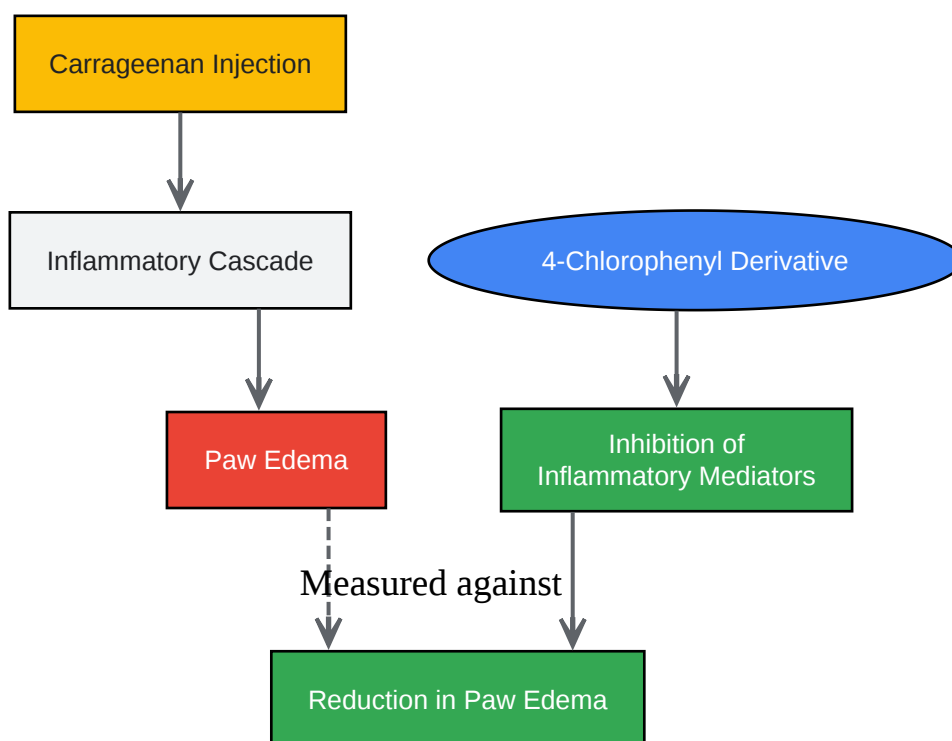 Carrageenan Injection
Inflammatory Cascade
4-Chlorophenyl Derivative
Paw Edema
Inhibition of
Inflammatory Mediators
Measured against
Reduction in Paw Edema